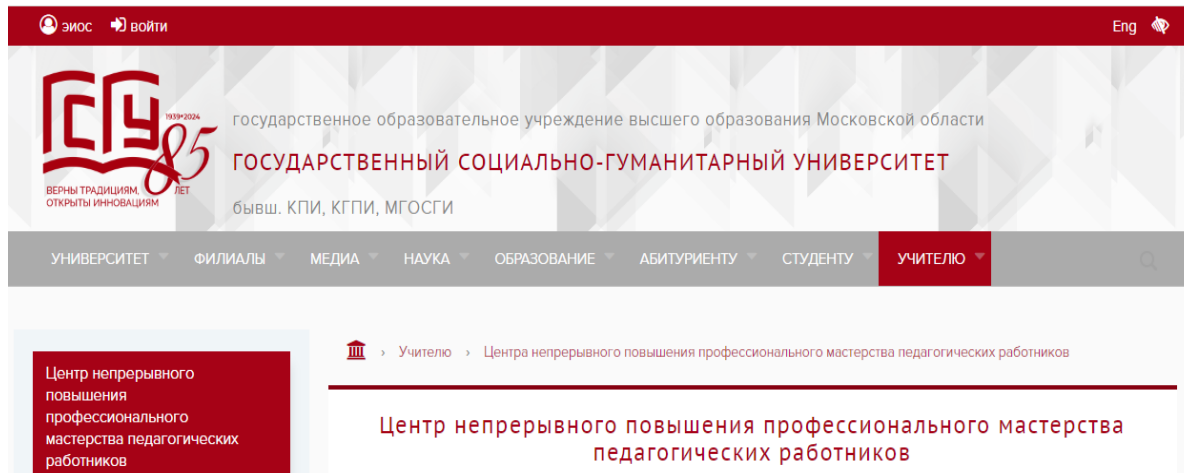 эиос войти Eng
ГСГУ
1939•2024
85
ЛЕТ
ВЕРНЫ ТРАДИЦИЯМ,
ОТКРЫТЫ ИННОВАЦИЯМ
государственное образовательное учреждение высшего образования Московской области
ГОСУДАРСТВЕННЫЙ СОЦИАЛЬНО-ГУМАНИТАРНЫЙ УНИВЕРСИТЕТ
бывш. КПИ, КГПИ, МГОСГИ
УНИВЕРСИТЕТ ФИЛИАЛЫ МЕДИА НАУКА ОБРАЗОВАНИЕ АБИТУРИЕНТУ СТУДЕНТУ УЧИТЕЛЮ
Центр непрерывного
повышения
профессионального
мастерства педагогических
работников
› Учителю › Центра непрерывного повышения профессионального мастерства педагогических работников
Центр непрерывного повышения профессионального мастерства
педагогических работников